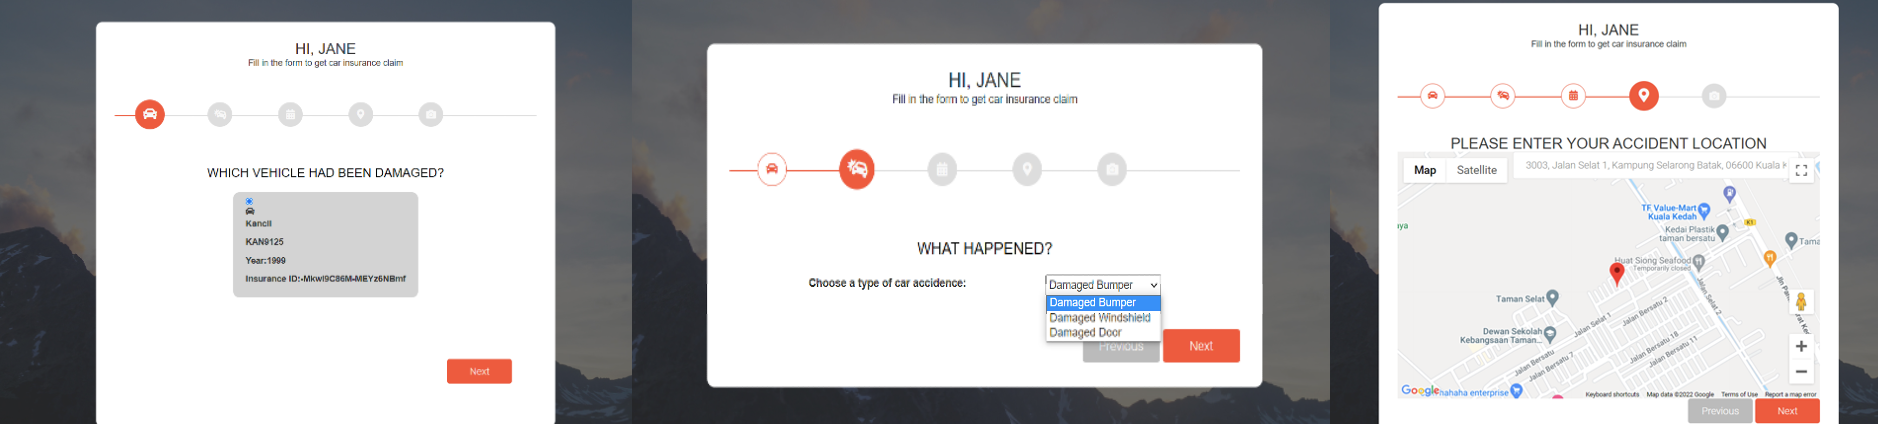 HI, JANE
Fill in the form to get car insurance claim
WHICH VEHICLE HAD BEEN DAMAGED?
Kancil
KAN9125
Year:1999
Insurance ID:-Mkwl9C86M-MEYz6NBmf
Next
HI, JANE
Fill in the form to get car insurance claim
WHAT HAPPENED?
Choose a type of car accidence:
Damaged Bumper
Damaged Bumper
Damaged Windshield
Damaged Door
Previous
Next
HI, JANE
Fill in the form to get car insurance claim
PLEASE ENTER YOUR ACCIDENT LOCATION
Map
Satellite
3003, Jalan Selat 1, Kampung Selarong Batak, 06600 Kuala K
TF Value-Mart
Kuala Kedah
K1
aya
Kedai Plastik
taman bersatu
Tama
Huat Siong Seafood
Temporarily closed
Taman Selat
Jalan Selat 2
Jalan Selat 1
Jalan Bersatu 2
Dewan Sekolah
Kebangsaan Taman...
Jalan Bersatu 18
Jalan Bersatu 11
Jalan Bersatu 7
Google
hahaha enterprise
Keyboard shortcuts
Map data ©2022 Google
Terms of Use
Report a map error
Previous
Next